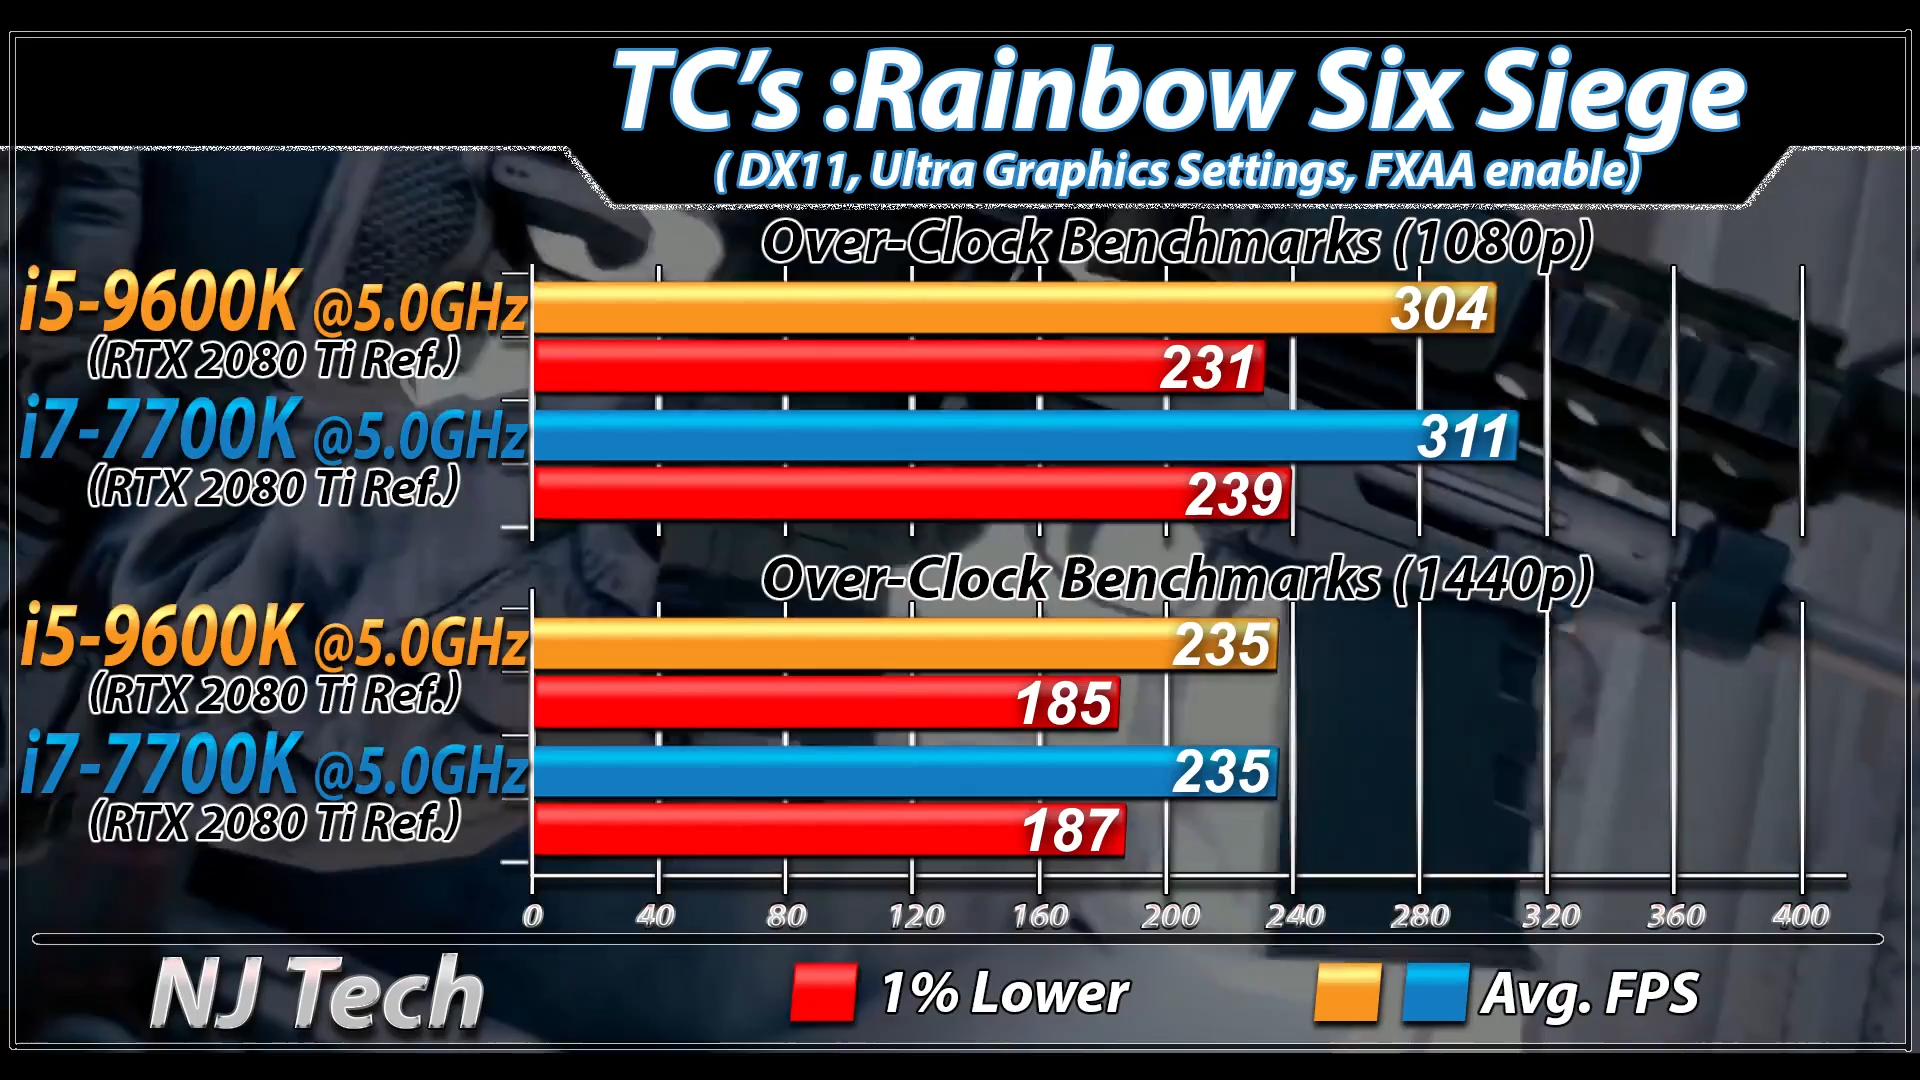 TC's :Rainbow Six Siege
( DX11, Ultra Graphics Settings, FXAA enable)
Over-Clock Benchmarks (1080p)
i5-9600K @5.0GHz
304
(RTX 2080 Ti Ref.)
231
i7-7700K @5.0GHz
311
(RTX 2080 Ti Ref.)
239
Over-Clock Benchmarks (1440p)
i5-9600K @5.0GHz
235
(RTX 2080 Ti Ref.)
185
i7-7700K @5.0GHz
235
(RTX 2080 Ti Ref.)
187
0 40 80 120 160 200 240 280 320 360 400
NJ Tech
1% Lower
Avg. FPS